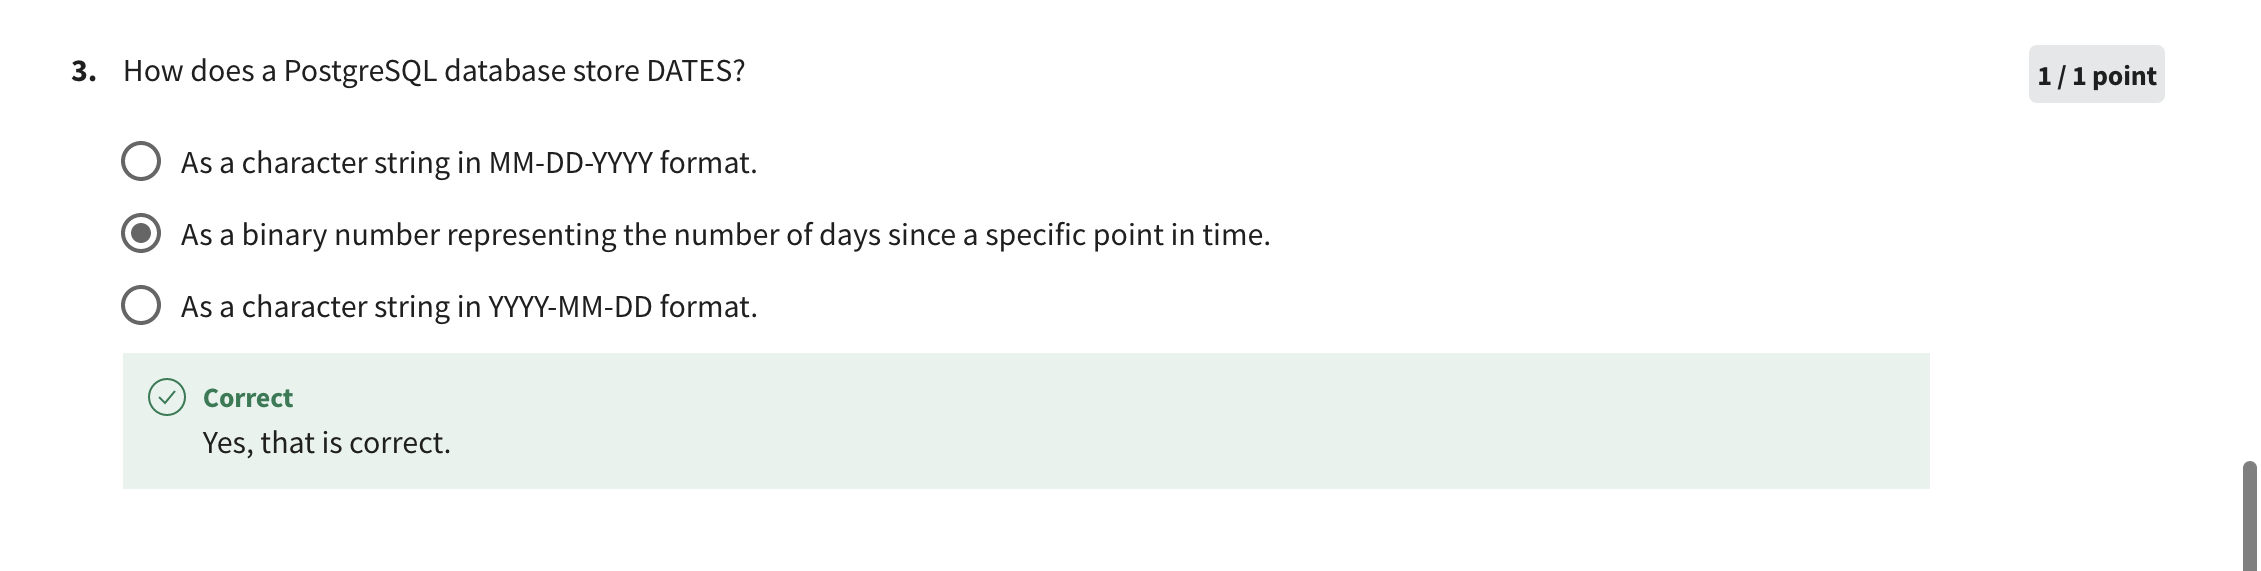 3. How does a PostgreSQL database store DATES?
1 / 1 point
As a character string in MM-DD-YYYY format.
As a binary number representing the number of days since a specific point in time.
As a character string in YYYY-MM-DD format.
Correct
Yes, that is correct.